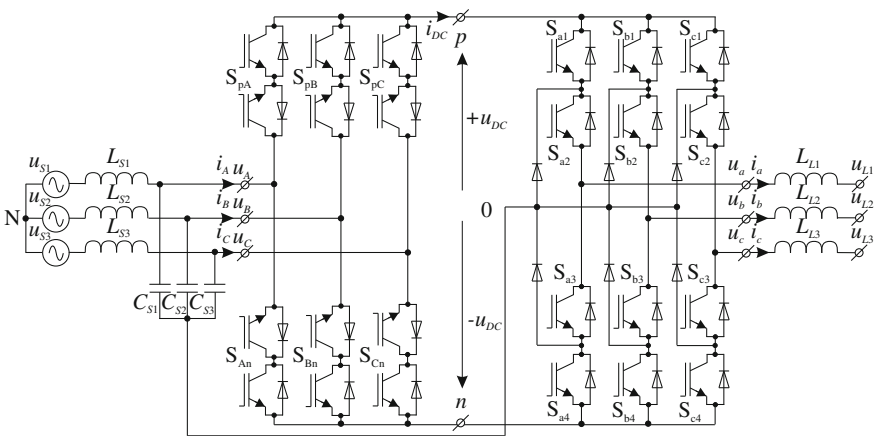 i_DC p
S_a1 S_b1 S_c1
S_pA S_pB S_pC
+u_DC
S_a2 S_b2 S_c2
u_S1 L_S1 i_A u_A u_a i_a L_L1 u_L1
N u_S2 L_S2 i_B u_B 0 u_b i_b L_L2 u_L2
u_S3 L_S3 i_C u_C u_c i_c L_L3 u_L3
S_a3 S_b3 S_c3
C_S1 C_S2 C_S3
-u_DC
S_An S_Bn S_Cn
n S_a4 S_b4 S_c4